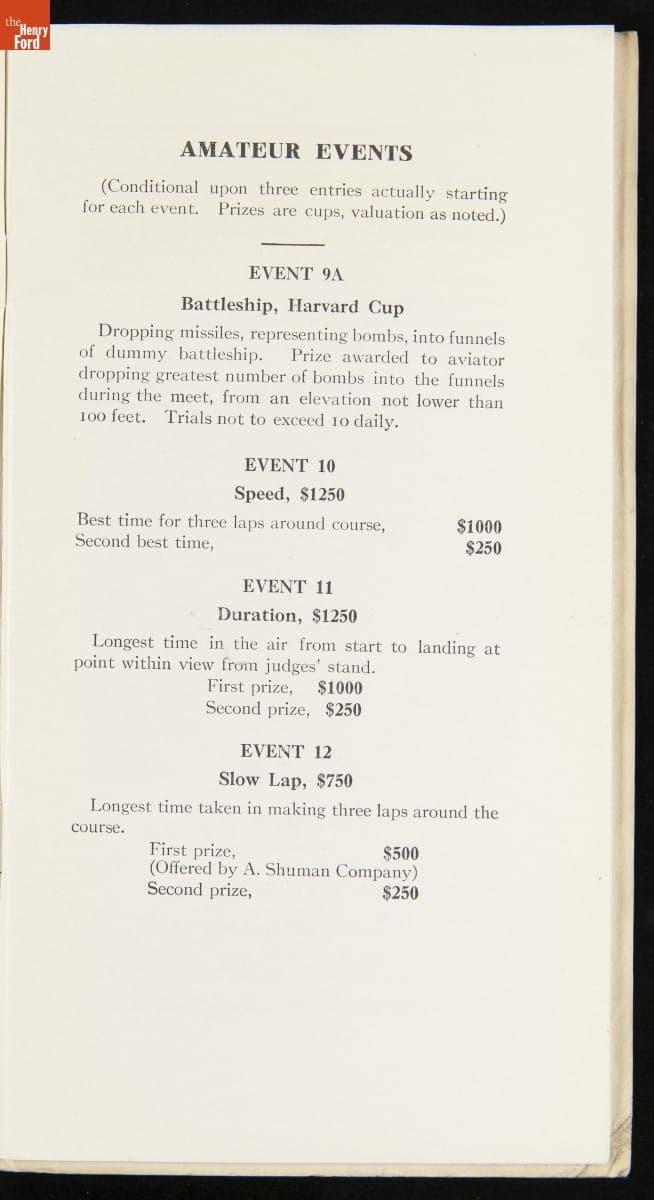 the
Henry
Ford
AMATEUR EVENTS
(Conditional upon three entries actually starting
for each event. Prizes are cups, valuation as noted.)
EVENT 9A
Battleship, Harvard Cup
Dropping missiles, representing bombs, into funnels
of dummy battleship. Prize awarded to aviator
dropping greatest number of bombs into the funnels
during the meet, from an elevation not lower than
100 feet. Trials not to exceed 10 daily.
EVENT 10
Speed, $1250
Best time for three laps around course, $1000
Second best time, $250
EVENT 11
Duration, $1250
Longest time in the air from start to landing at
point within view from judges' stand.
First prize, $1000
Second prize, $250
EVENT 12
Slow Lap, $750
Longest time taken in making three laps around the
course.
First prize, $500
(Offered by A. Shuman Company)
Second prize, $250